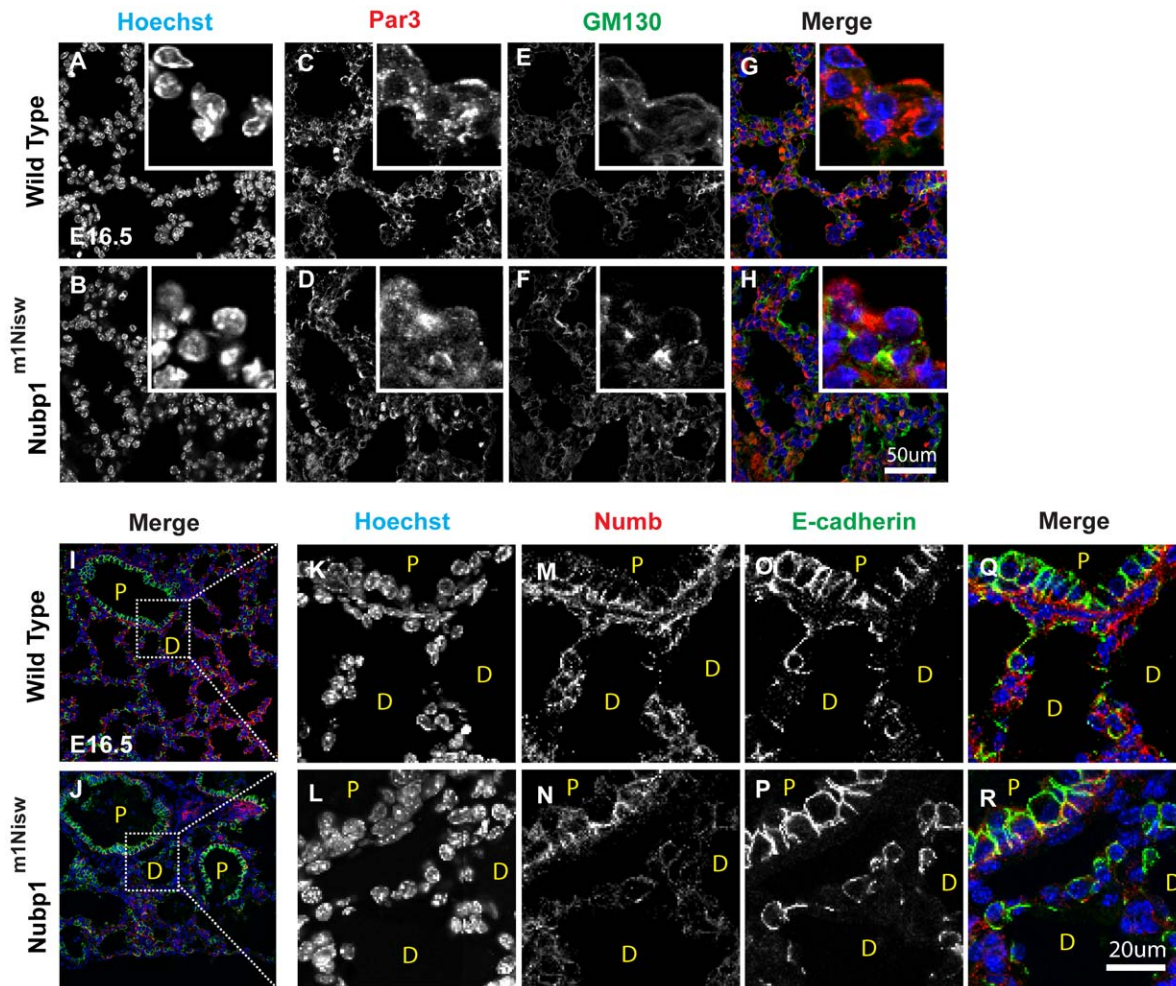 Hoechst Par3 GM130 Merge
Wild Type
A C E G
E16.5
Nubp1 m1Nisw
B D F H
50um
Merge Hoechst Numb E-cadherin Merge
Wild Type
I K M O Q
P P P P P
D D D D D
D D D D
E16.5
Nubp1 m1Nisw
J L N P R
P P P P P
D P D D D D
D D D D
20um